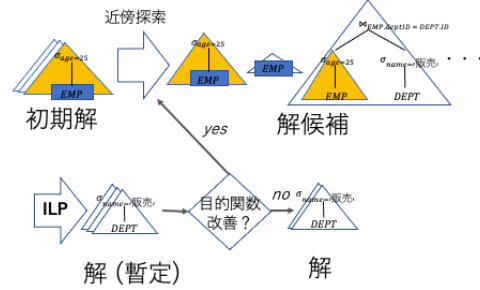 近傍探索
σage=25
EMP
初期解
σage=25
EMP
EMP
⋈EMP.deptID = DEPT.ID
σage=25
EMP
σname='販売'
DEPT
・・・
解候補
yes
ILP
σname='販売'
DEPT
目的関数
改善？
no
σname='販売'
DEPT
解 (暫定)
解